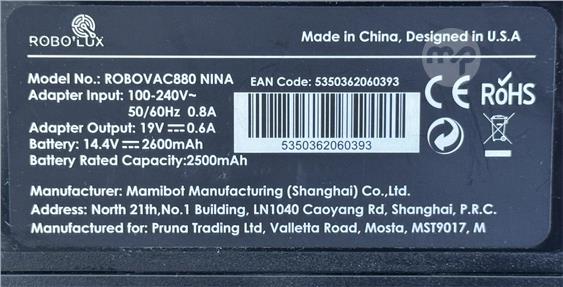 ROBO'LUX
Made in China, Designed in U.S.A
mp
Model No.: ROBOVAC880 NINA
EAN Code: 5350362060393
Adapter Input: 100-240V~
50/60Hz 0.8A
CE RoHS
Adapter Output: 19V⎓0.6A
Battery: 14.4V⎓2600mAh
5350362060393
Battery Rated Capacity:2500mAh
Manufacturer: Mamibot Manufacturing (Shanghai) Co.,Ltd.
Address: North 21th,No.1 Building, LN1040 Caoyang Rd, Shanghai, P.R.C.
Manufactured for: Pruna Trading Ltd, Valletta Road, Mosta, MST9017, M